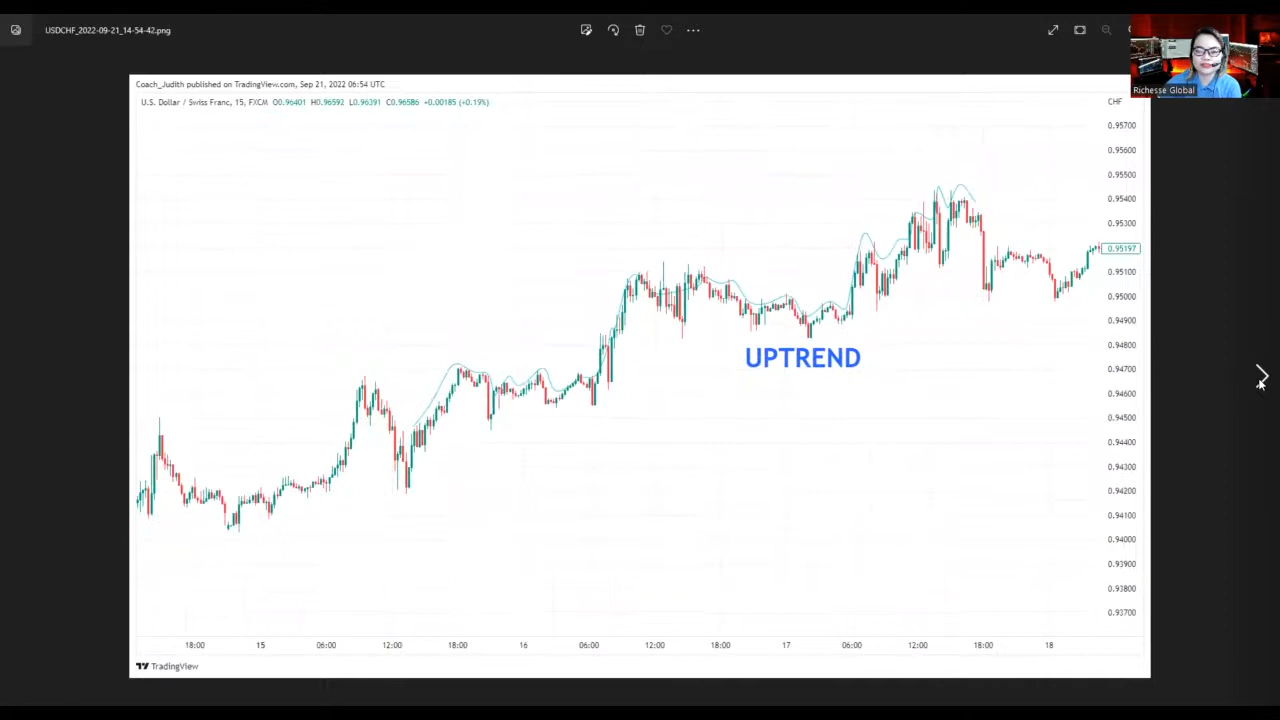 USDCHF_2022-09-21_14-54-42.png
Richesse Global
Coach_Judith published on TradingView.com, Sep 21, 2022 06:54 UTC
U.S. Dollar / Swiss Franc, 15, FXCM O0.96401 H0.96592 L0.96391 C0.96586 +0.00185 (+0.19%)
CHF
0.95700
0.95600
0.95500
0.95400
0.95300
0.95197
0.95100
0.95000
0.94900
0.94800
UPTREND
0.94700
0.94600
0.94500
0.94400
0.94300
0.94200
0.94100
0.94000
0.93900
0.93800
0.93700
18:00 15 06:00 12:00 18:00 16 06:00 12:00 18:00 17 06:00 12:00 18:00 18
TradingView